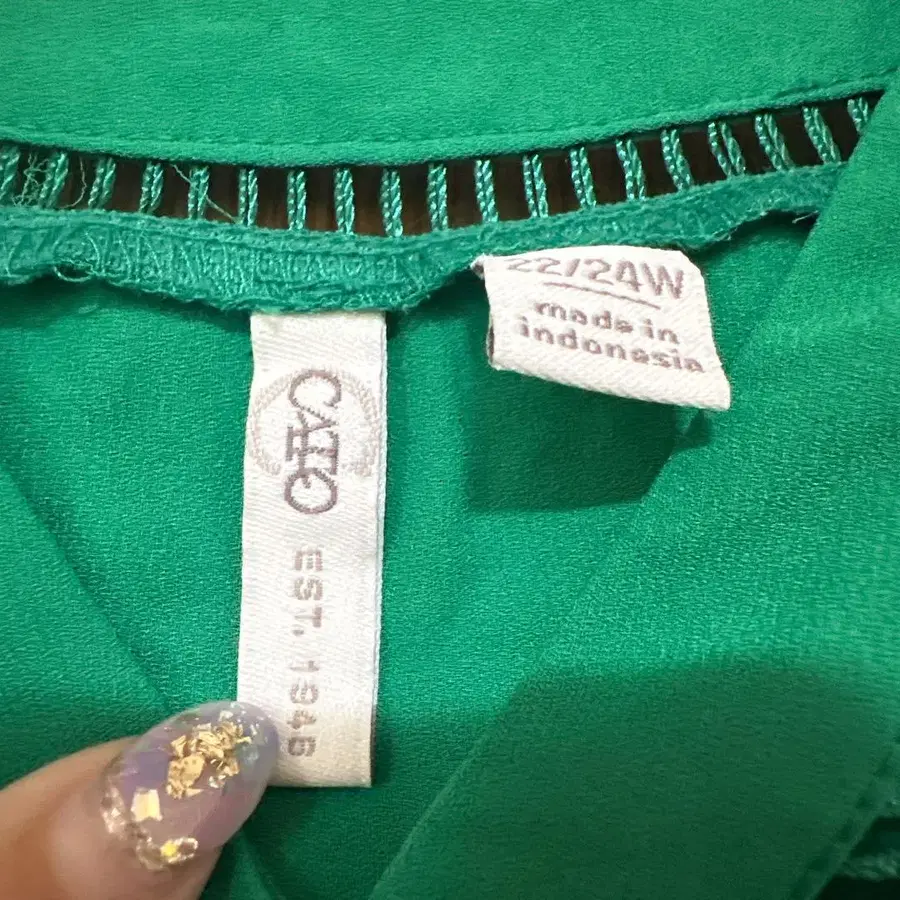 22/24W
made in
indonesia
CATO
EST. 1946